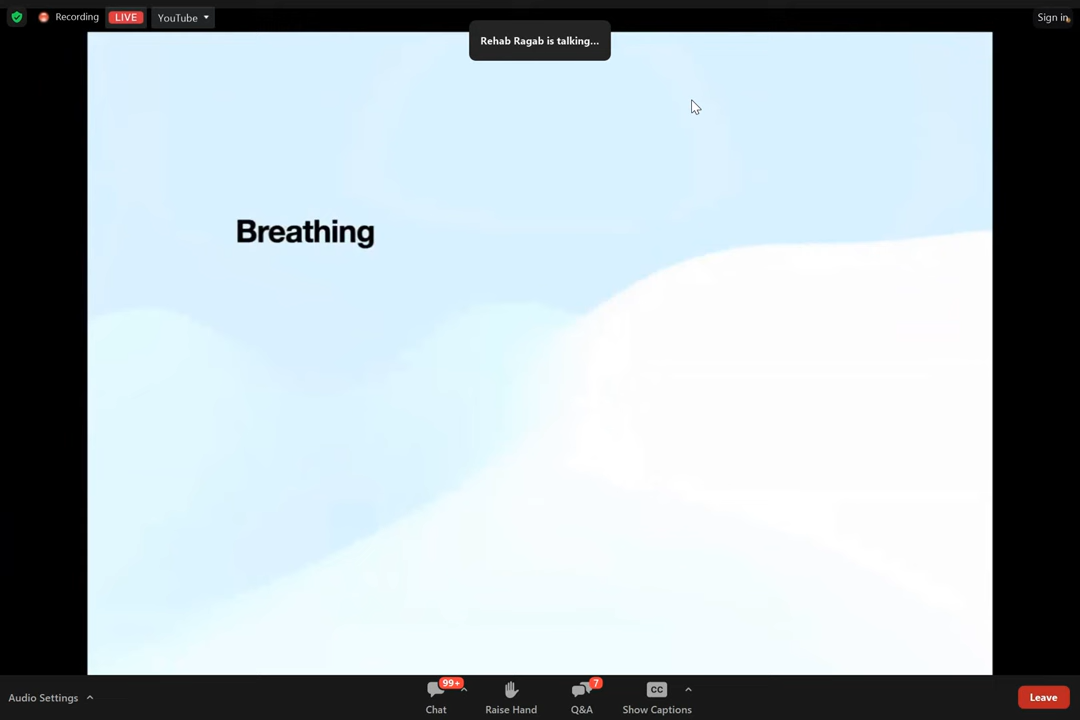 Recording
LIVE
YouTube
Sign in
Rehab Ragab is talking...
Breathing
Audio Settings
99+
Chat
Raise Hand
7
Q&A
CC
Show Captions
Leave